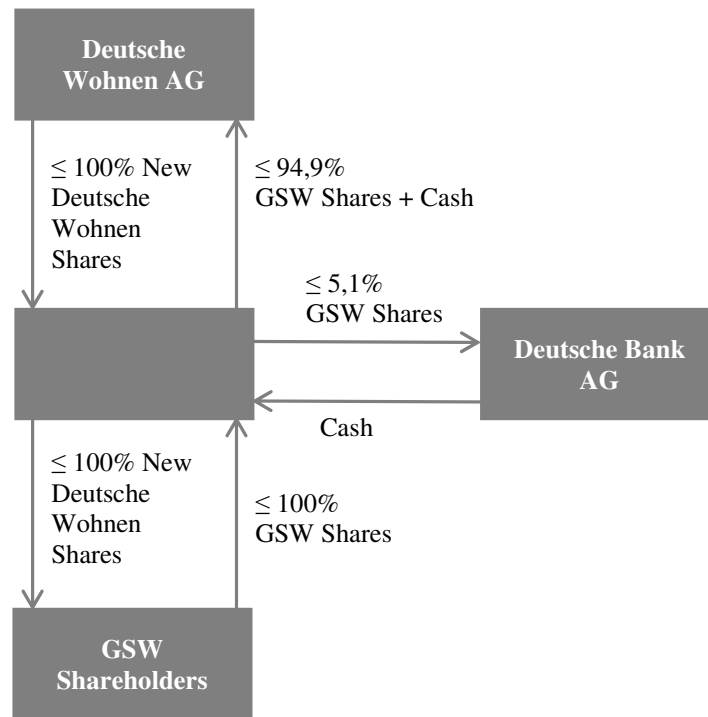 Deutsche
Wohnen AG
≤ 100% New
Deutsche
Wohnen
Shares
≤ 94,9%
GSW Shares + Cash
≤ 5,1%
GSW Shares
Deutsche Bank
AG
Cash
≤ 100% New
Deutsche
Wohnen
Shares
≤ 100%
GSW Shares
GSW
Shareholders